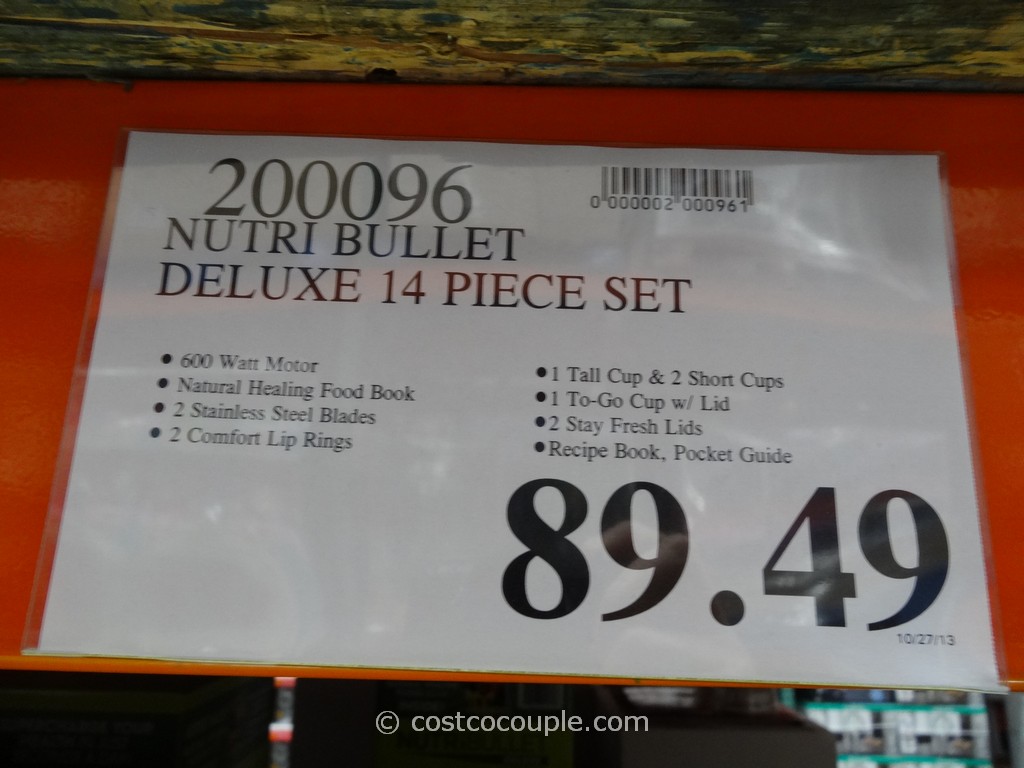 200096
0 000002 000961
NUTRI BULLET
DELUXE 14 PIECE SET
• 600 Watt Motor
• Natural Healing Food Book
• 2 Stainless Steel Blades
• 2 Comfort Lip Rings
•1 Tall Cup & 2 Short Cups
•1 To-Go Cup w/ Lid
•2 Stay Fresh Lids
•Recipe Book, Pocket Guide
89.49
10/27/13
© costcocouple.com